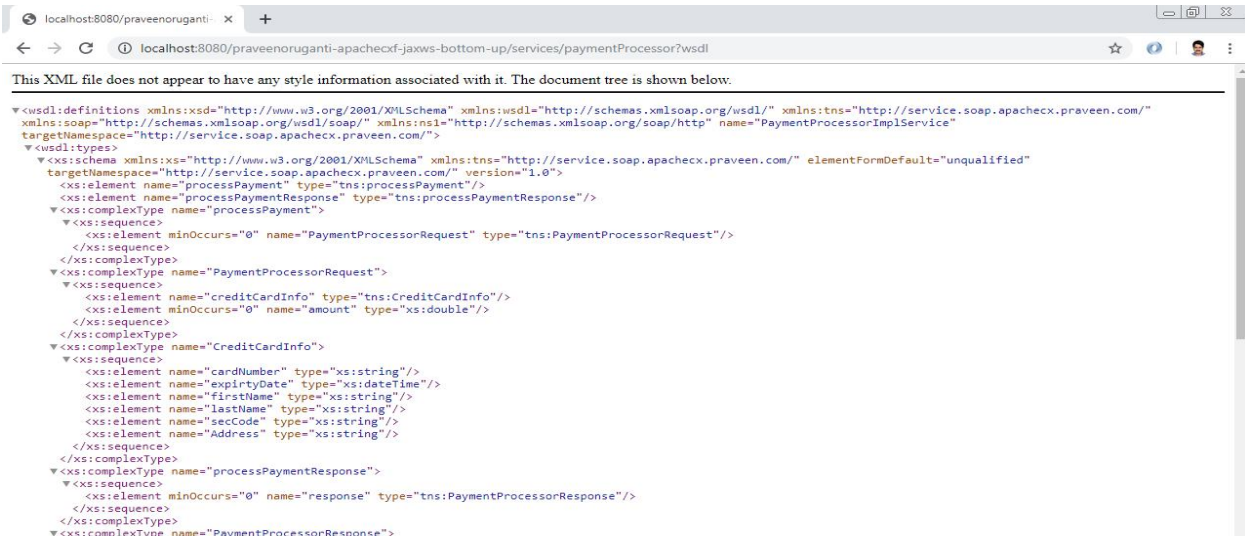 localhost:8080/praveenoruganti-
localhost:8080/praveenoruganti-apachecxf-jaxws-bottom-up/services/paymentProcessor?wsdl
This XML file does not appear to have any style information associated with it. The document tree is shown below.
▼<wsdl:definitions xmlns:xsd="http://www.w3.org/2001/XMLSchema" xmlns:wsdl="http://schemas.xmlsoap.org/wsdl/" xmlns:tns="http://service.soap.apachecx.praveen.com/"
xmlns:soap="http://schemas.xmlsoap.org/wsdl/soap/" xmlns:ns1="http://schemas.xmlsoap.org/soap/http" name="PaymentProcessorImplService"
targetNamespace="http://service.soap.apachecx.praveen.com/">
▼<wsdl:types>
▼<xs:schema xmlns:xs="http://www.w3.org/2001/XMLSchema" xmlns:tns="http://service.soap.apachecx.praveen.com/" elementFormDefault="unqualified"
targetNamespace="http://service.soap.apachecx.praveen.com/" version="1.0">
<xs:element name="processPayment" type="tns:processPayment"/>
<xs:element name="processPaymentResponse" type="tns:processPaymentResponse"/>
▼<xs:complexType name="processPayment">
▼<xs:sequence>
<xs:element minOccurs="0" name="PaymentProcessorRequest" type="tns:PaymentProcessorRequest"/>
</xs:sequence>
</xs:complexType>
▼<xs:complexType name="PaymentProcessorRequest">
▼<xs:sequence>
<xs:element name="creditCardInfo" type="tns:CreditCardInfo"/>
<xs:element minOccurs="0" name="amount" type="xs:double"/>
</xs:sequence>
</xs:complexType>
▼<xs:complexType name="CreditCardInfo">
▼<xs:sequence>
<xs:element name="cardNumber" type="xs:string"/>
<xs:element name="expirtyDate" type="xs:dateTime"/>
<xs:element name="firstName" type="xs:string"/>
<xs:element name="lastName" type="xs:string"/>
<xs:element name="secCode" type="xs:string"/>
<xs:element name="Address" type="xs:string"/>
</xs:sequence>
</xs:complexType>
▼<xs:complexType name="processPaymentResponse">
▼<xs:sequence>
<xs:element minOccurs="0" name="response" type="tns:PaymentProcessorResponse"/>
</xs:sequence>
</xs:complexType>
▼<xs:complexType name="PaymentProcessorResponse">